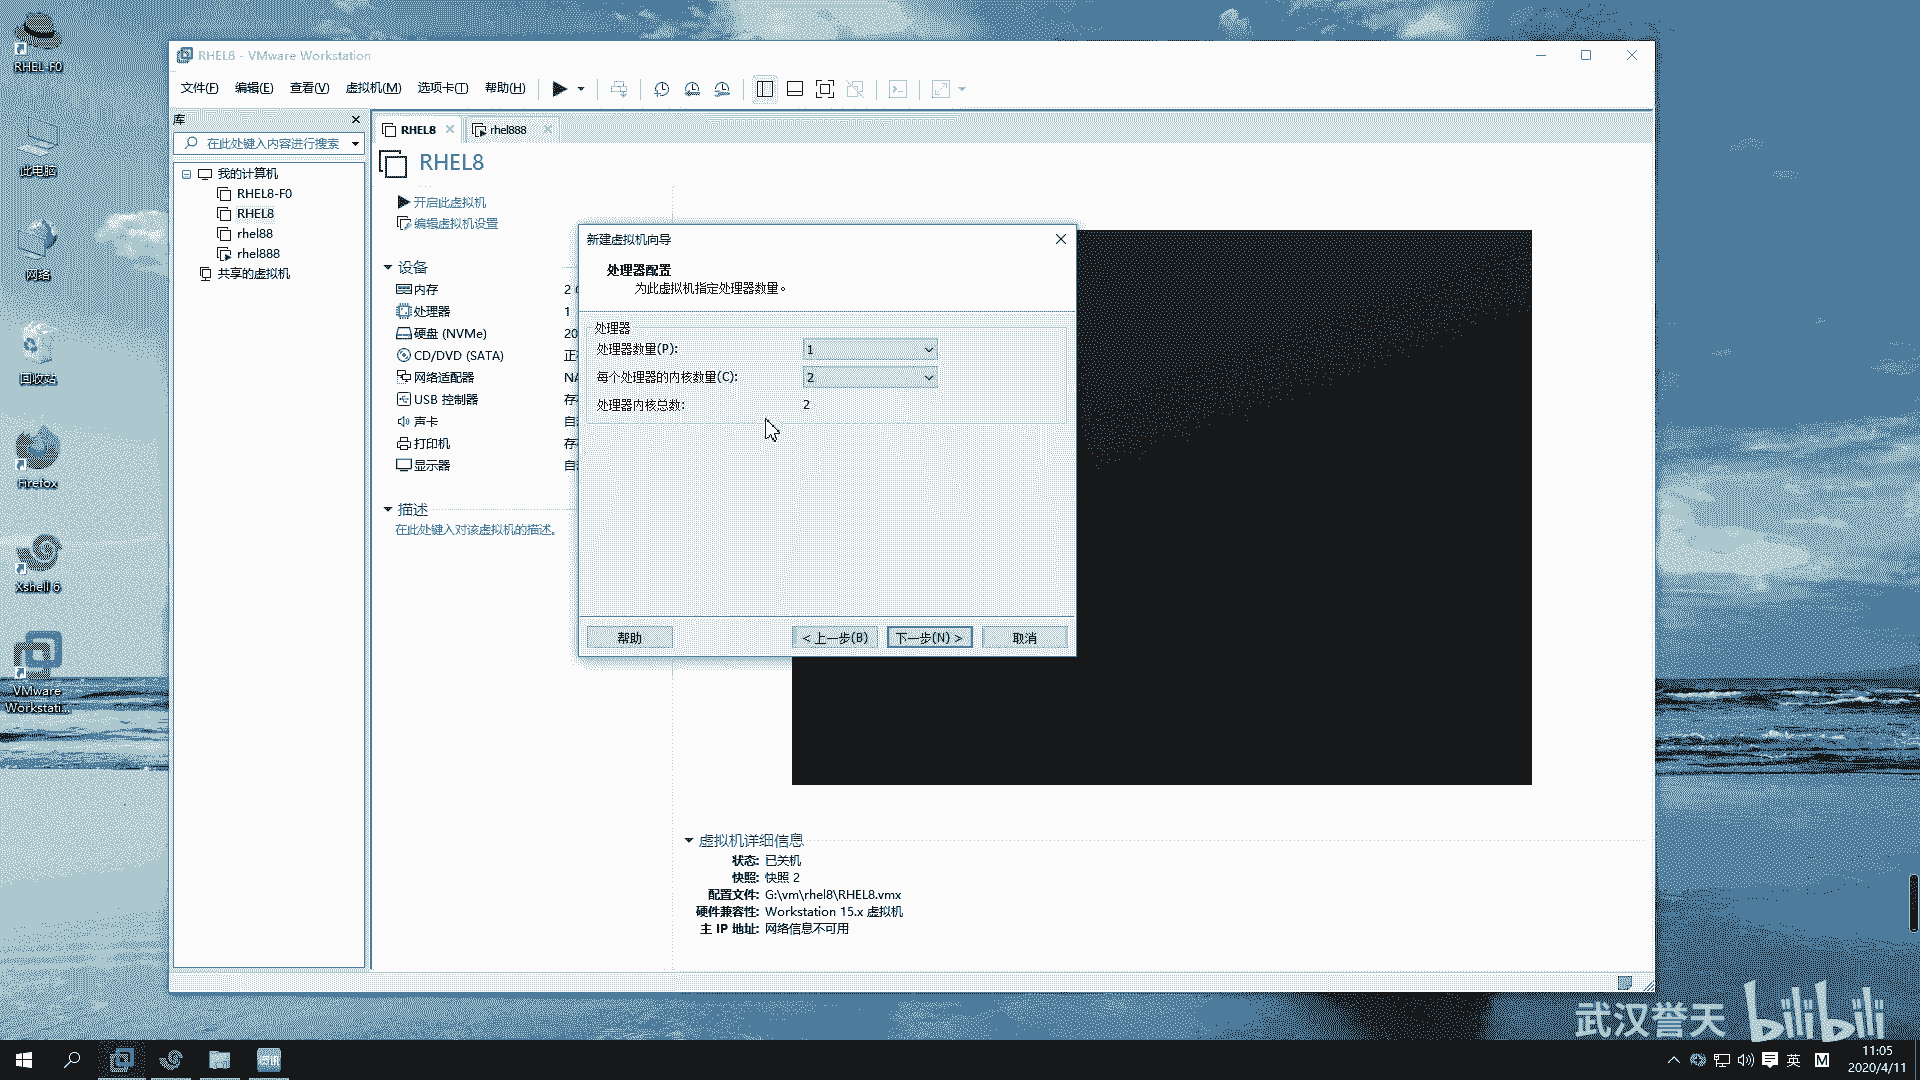 RHEL-F0
此电脑
网络
回收站
Firefox
Xshell 6
VMware
Workstati...
RHEL8 - VMware Workstation
文件(F) 编辑(E) 查看(V) 虚拟机(M) 选项卡(T) 帮助(H)
库
在此处键入内容进行搜索
我的计算机
RHEL8-F0
RHEL8
rhel88
rhel888
共享的虚拟机
RHEL8 rhel888
RHEL8
开启此虚拟机
编辑虚拟机设置
设备
内存 2
处理器 1
硬盘 (NVMe) 20
CD/DVD (SATA) 正
网络适配器 NA
USB 控制器 存
声卡 自
打印机 存
显示器 自
描述
在此处键入对该虚拟机的描述。
新建虚拟机向导
处理器配置
为此虚拟机指定处理器数量。
处理器
处理器数量(P): 1
每个处理器的内核数量(C): 2
处理器内核总数: 2
帮助 < 上一步(B) 下一步(N) > 取消
虚拟机详细信息
状态: 已关机
快照: 快照 2
配置文件: G:\vm\rhel8\RHEL8.vmx
硬件兼容性: Workstation 15.x 虚拟机
主 IP 地址: 网络信息不可用
武汉誉天 bilibili
英 M
11:05
2020/4/11